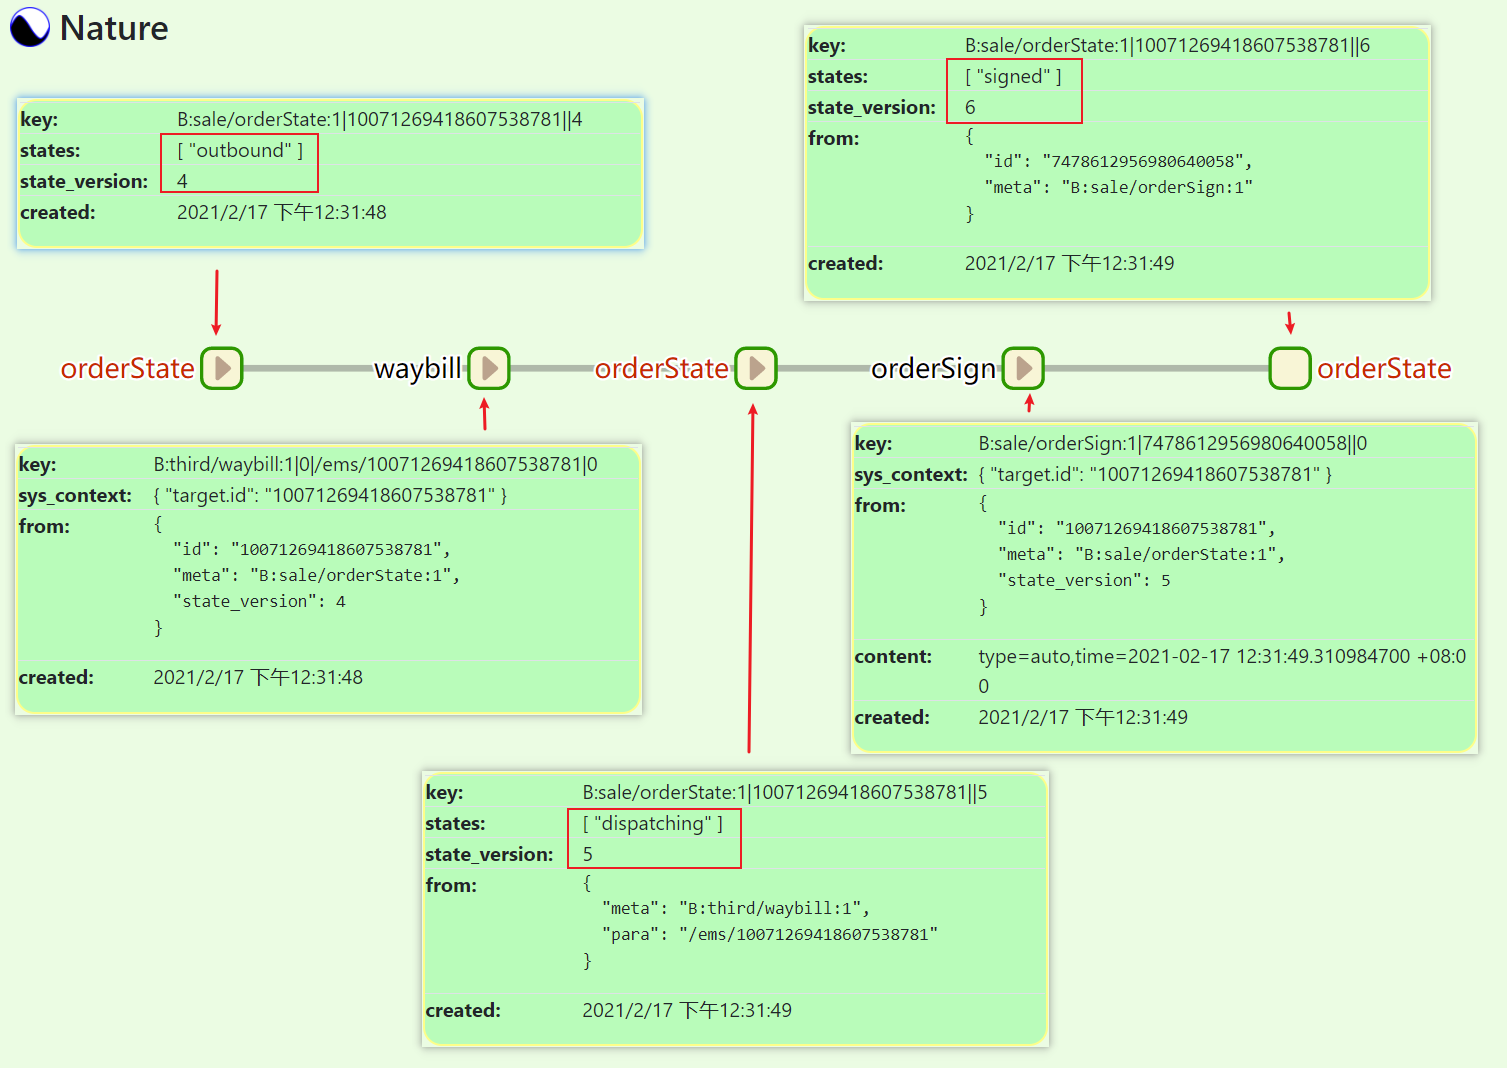 Nature
key: B:sale/orderState:1|10071269418607538781||4
states: [ "outbound" ]
state_version: 4
created: 2021/2/17 下午12:31:48
key: B:sale/orderState:1|10071269418607538781||6
states: [ "signed" ]
state_version: 6
from: {
"id": "7478612956980640058",
"meta": "B:sale/orderSign:1"
}
created: 2021/2/17 下午12:31:49
orderState waybill orderState orderSign orderState
key: B:third/waybill:1|0|/ems/10071269418607538781|0
sys_context: { "target.id": "10071269418607538781" }
from: {
"id": "10071269418607538781",
"meta": "B:sale/orderState:1",
"state_version": 4
}
created: 2021/2/17 下午12:31:48
key: B:sale/orderSign:1|7478612956980640058||0
sys_context: { "target.id": "10071269418607538781" }
from: {
"id": "10071269418607538781",
"meta": "B:sale/orderState:1",
"state_version": 5
}
content: type=auto,time=2021-02-17 12:31:49.310984700 +08:0
0
created: 2021/2/17 下午12:31:49
key: B:sale/orderState:1|10071269418607538781||5
states: [ "dispatching" ]
state_version: 5
from: {
"meta": "B:third/waybill:1",
"para": "/ems/10071269418607538781"
}
created: 2021/2/17 下午12:31:49